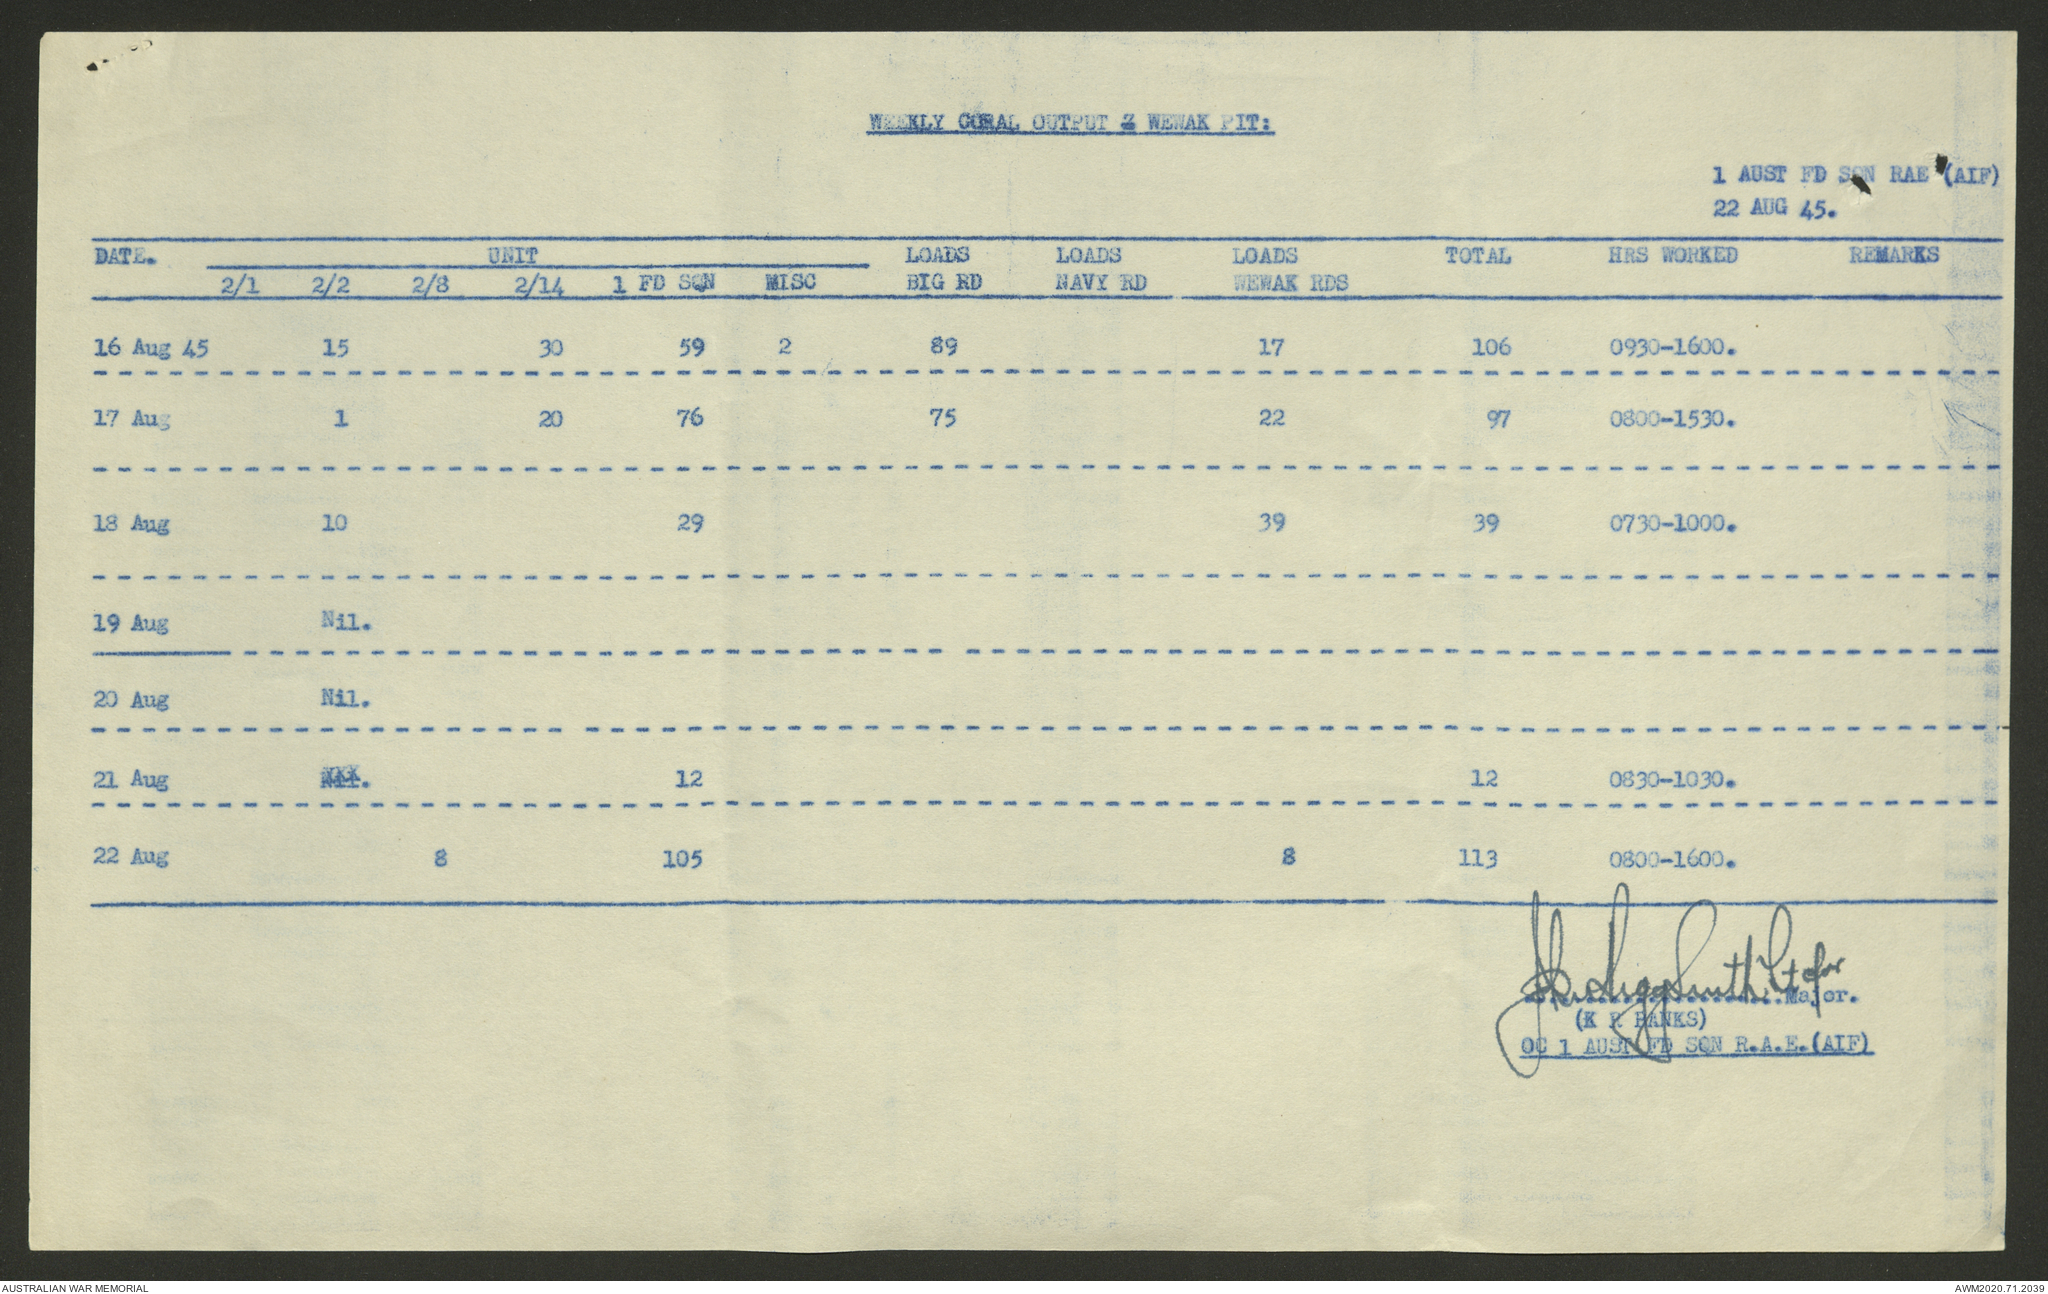 WEEKLY CORAL OUTPUT Z WEWAK PIT:
1 AUST FD SQN RAE (AIF)
22 AUG 45.
DATE. UNIT LOADS LOADS LOADS TOTAL HRS WORKED REMARKS
2/1 2/2 2/8 2/14 1 FD SQN MISC BIG RD NAVY RD WEWAK RDS
16 Aug 45 15 30 59 2 89 17 106 0930-1600.
17 Aug 1 20 76 75 22 97 0800-1530.
18 Aug 10 29 39 39 0730-1000.
19 Aug Nil.
20 Aug Nil.
21 Aug Nil. 12 12 0830-1030.
22 Aug 8 105 8 113 0800-1600.
Smith Lt for
Major.
(K R BANKS)
OC 1 AUST FD SQN R.A.E.(AIF)
AUSTRALIAN WAR MEMORIAL AWM2020.71.2039